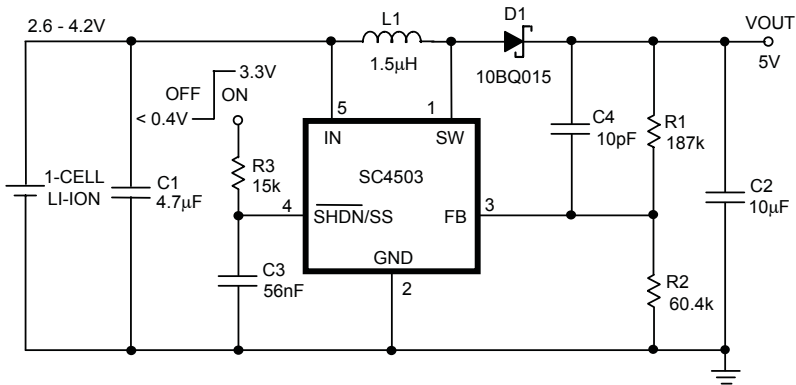 2.6 - 4.2V
L1
1.5μH
D1
10BQ015
VOUT
5V
3.3V
OFF
ON
< 0.4V
5
1
IN
SW
C4
10pF
R1
187k
R3
15k
SC4503
1-CELL
LI-ION
C1
4.7μF
4
SHDN/SS
FB
3
C2
10μF
GND
C3
56nF
2
R2
60.4k